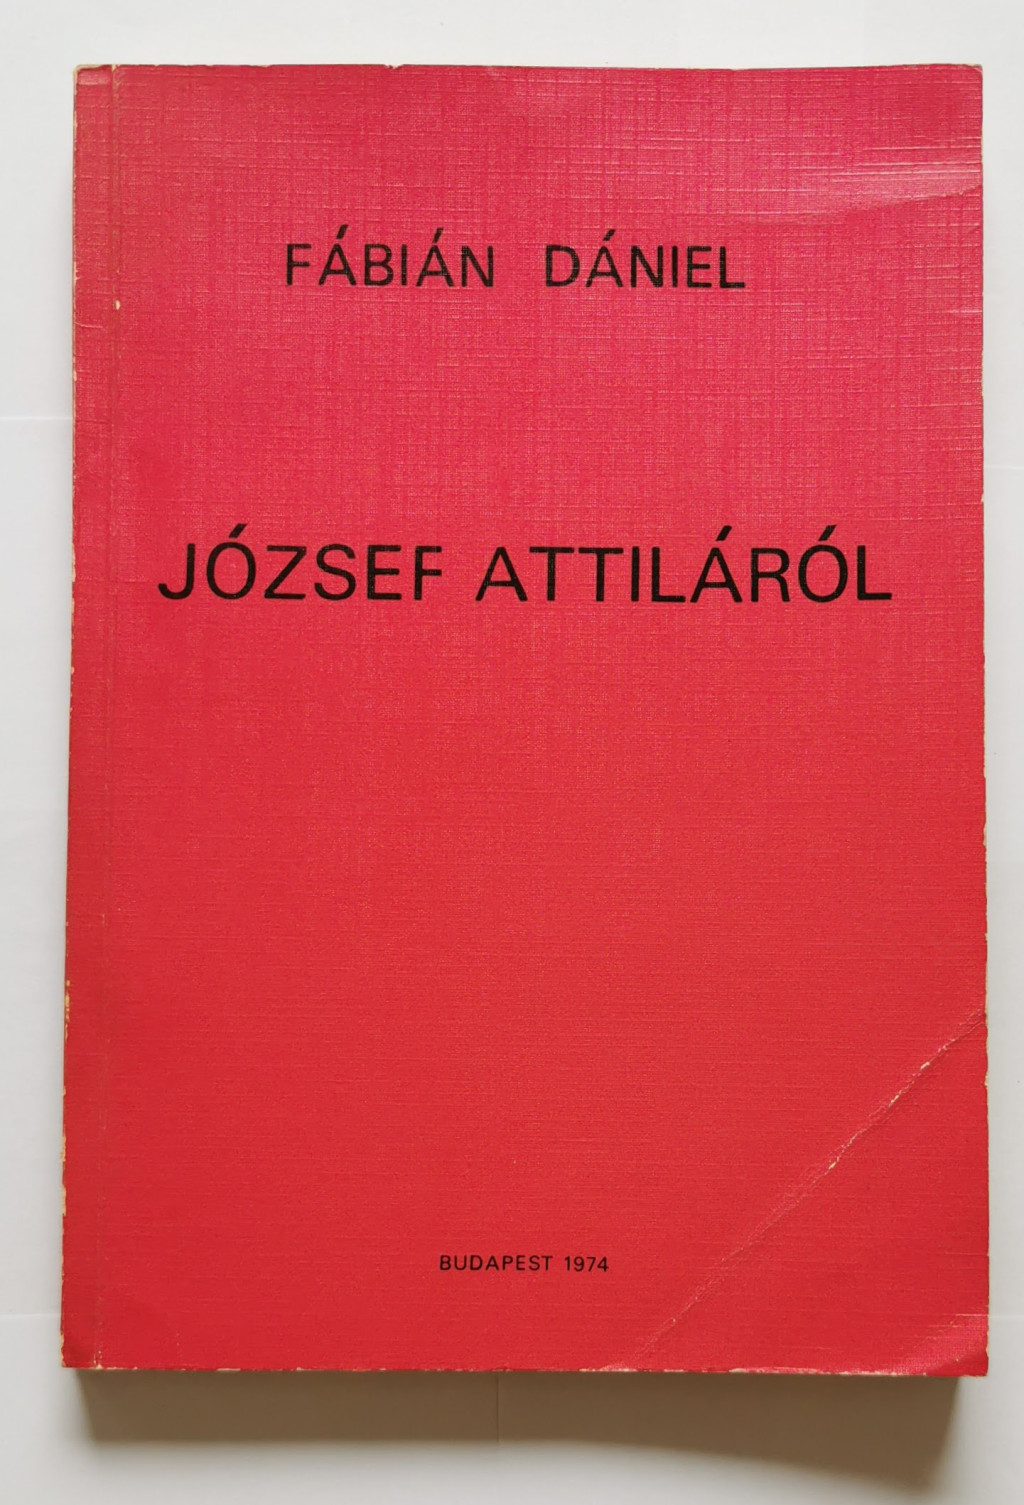 FÁBIÁN DÁNIEL
JÓZSEF ATTILÁRÓL
BUDAPEST 1974